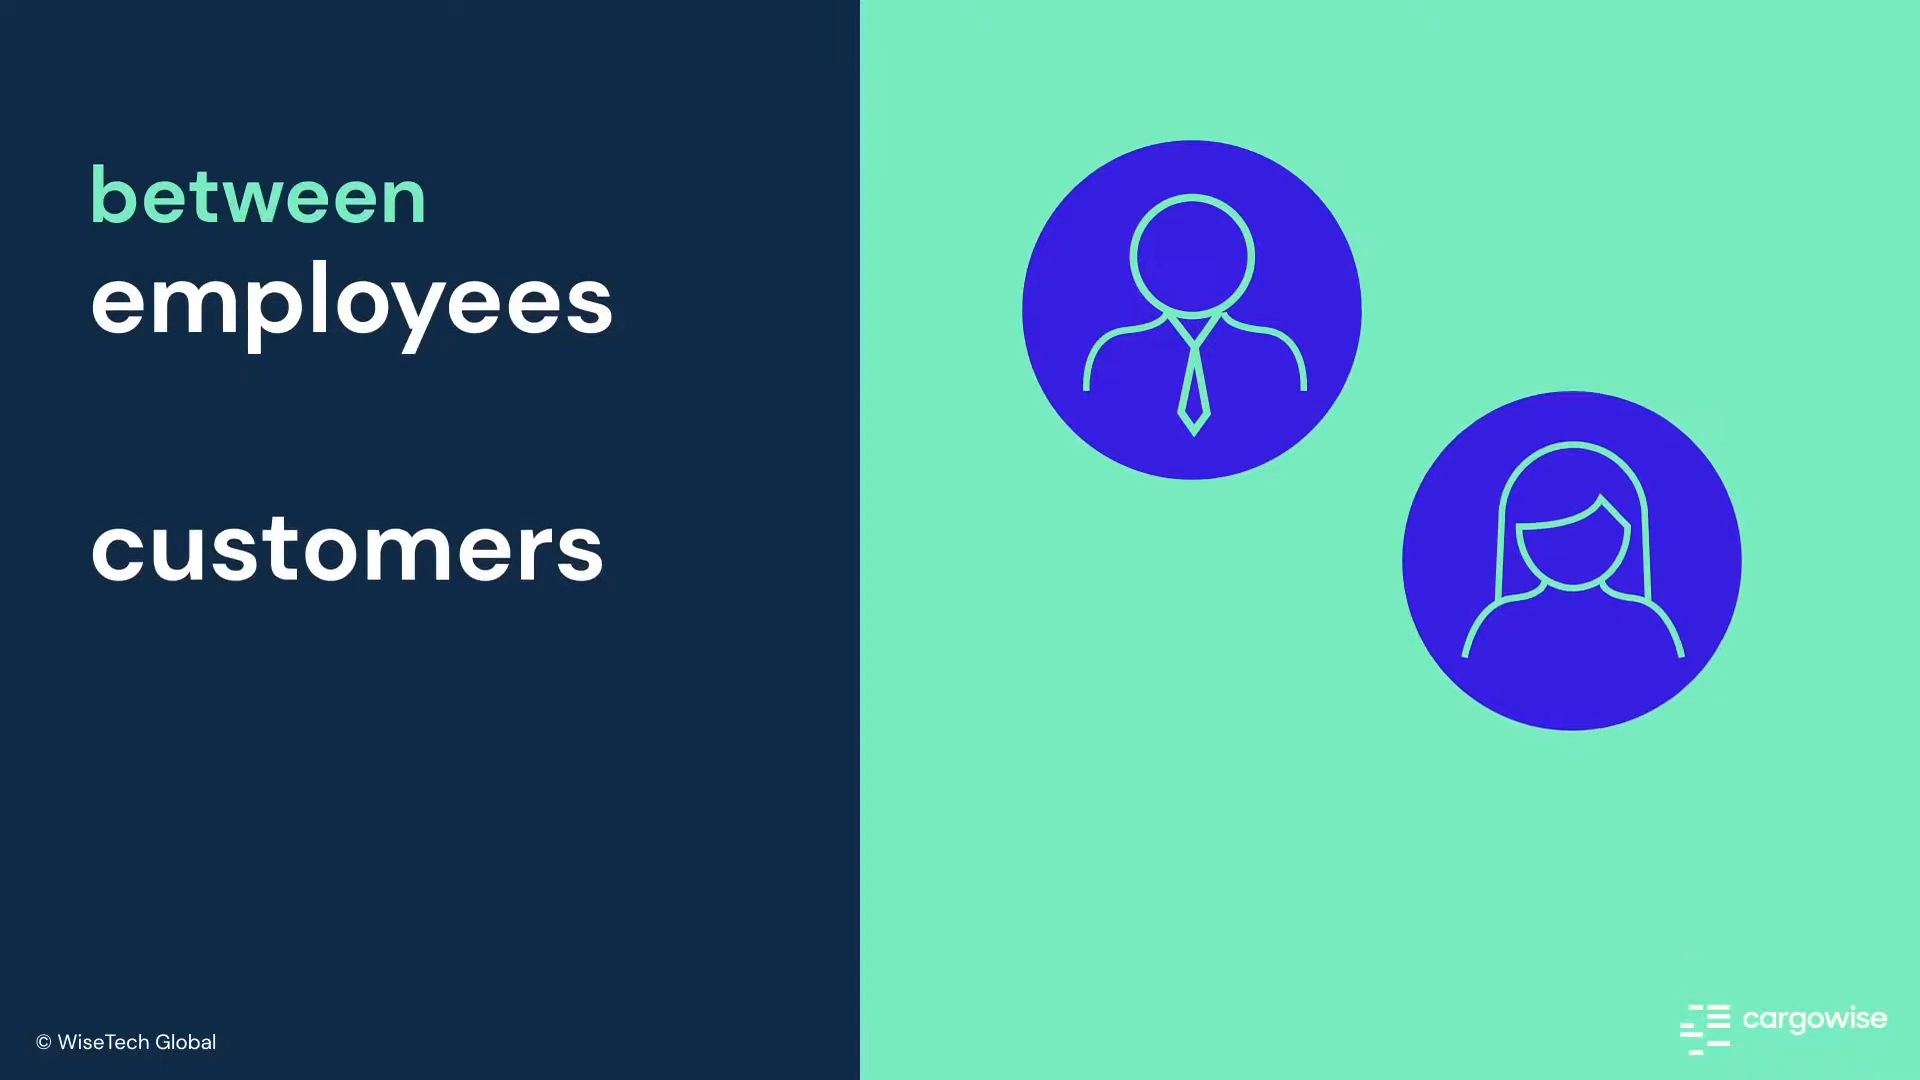 between
employees
customers
© WiseTech Global
cargowise